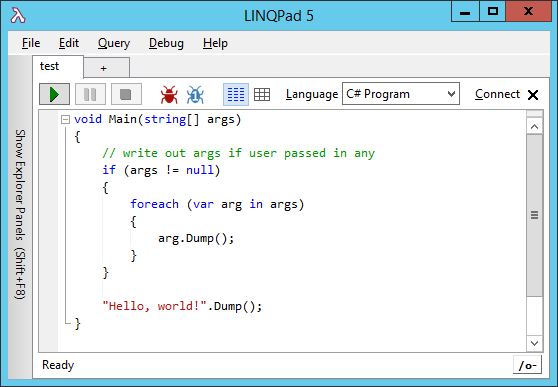 LINQPad 5
File Edit Query Debug Help
test +
Language C# Program Connect
Show Explorer Panels (Shift+F8)
void Main(string[] args)
{
    // write out args if user passed in any
    if (args != null)
    {
        foreach (var arg in args)
        {
            arg.Dump();
        }
    }

    "Hello, world!".Dump();
}
Ready /o-